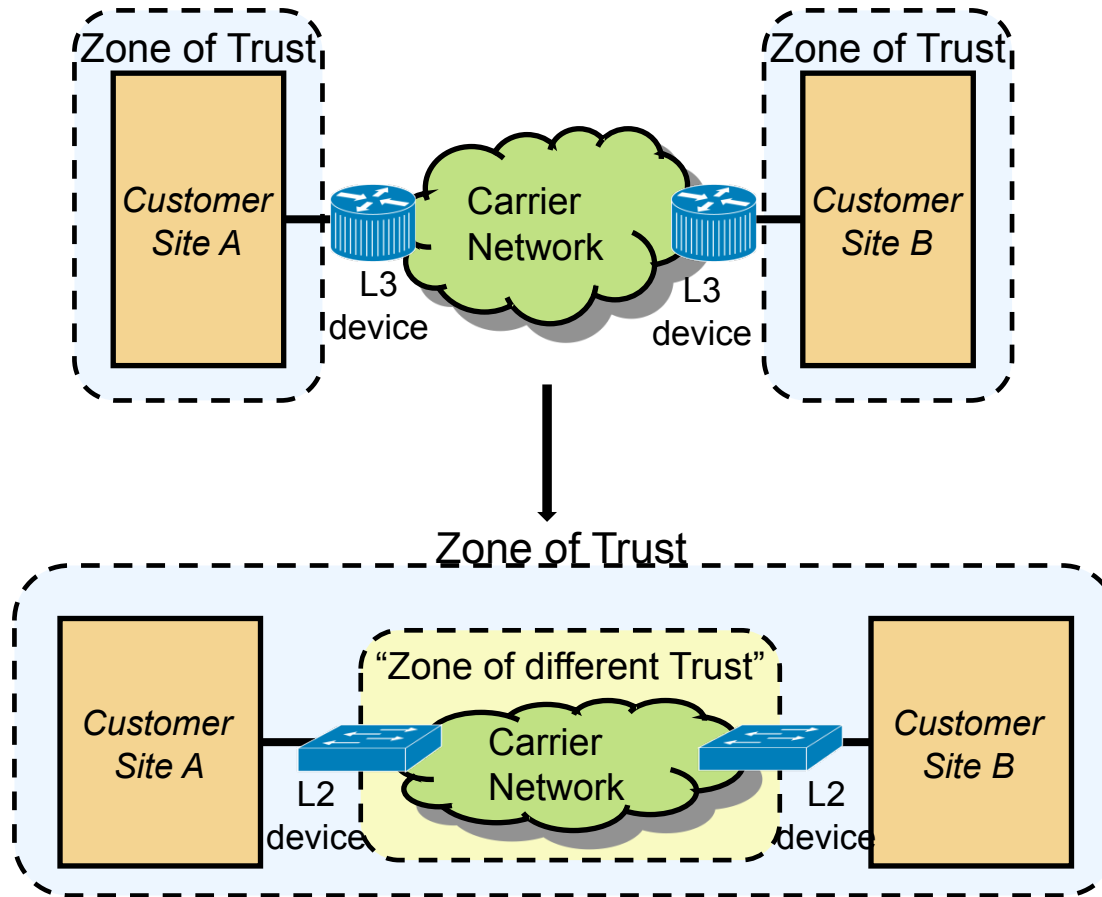 Zone of Trust
Zone of Trust
Customer
Site A
Carrier
Network
Customer
Site B
L3
device
L3
device
Zone of Trust
“Zone of different Trust”
Customer
Site A
Carrier
Network
Customer
Site B
L2
device
L2
device